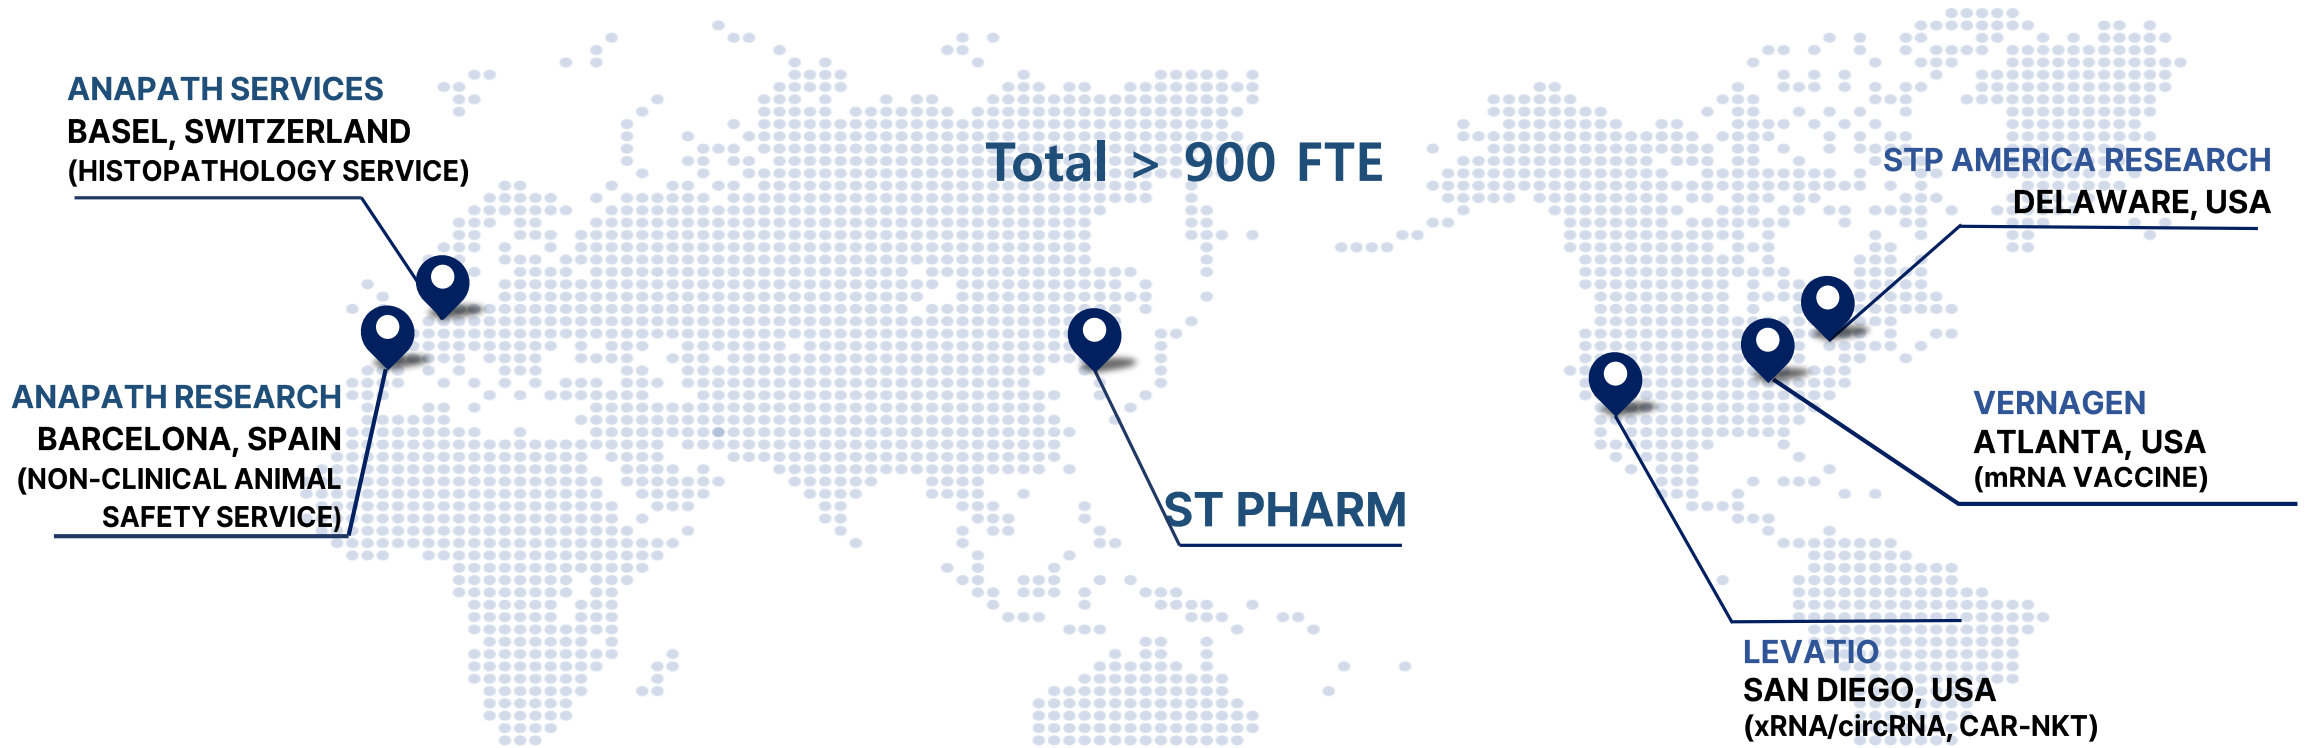 ANAPATH SERVICES
BASEL, SWITZERLAND
(HISTOPATHOLOGY SERVICE)
Total > 900 FTE
STP AMERICA RESEARCH
DELAWARE, USA
ANAPATH RESEARCH
BARCELONA, SPAIN
(NON-CLINICAL ANIMAL
SAFETY SERVICE)
ST PHARM
VERNAGEN
ATLANTA, USA
(mRNA VACCINE)
LEVATIO
SAN DIEGO, USA
(xRNA/circRNA, CAR-NKT)